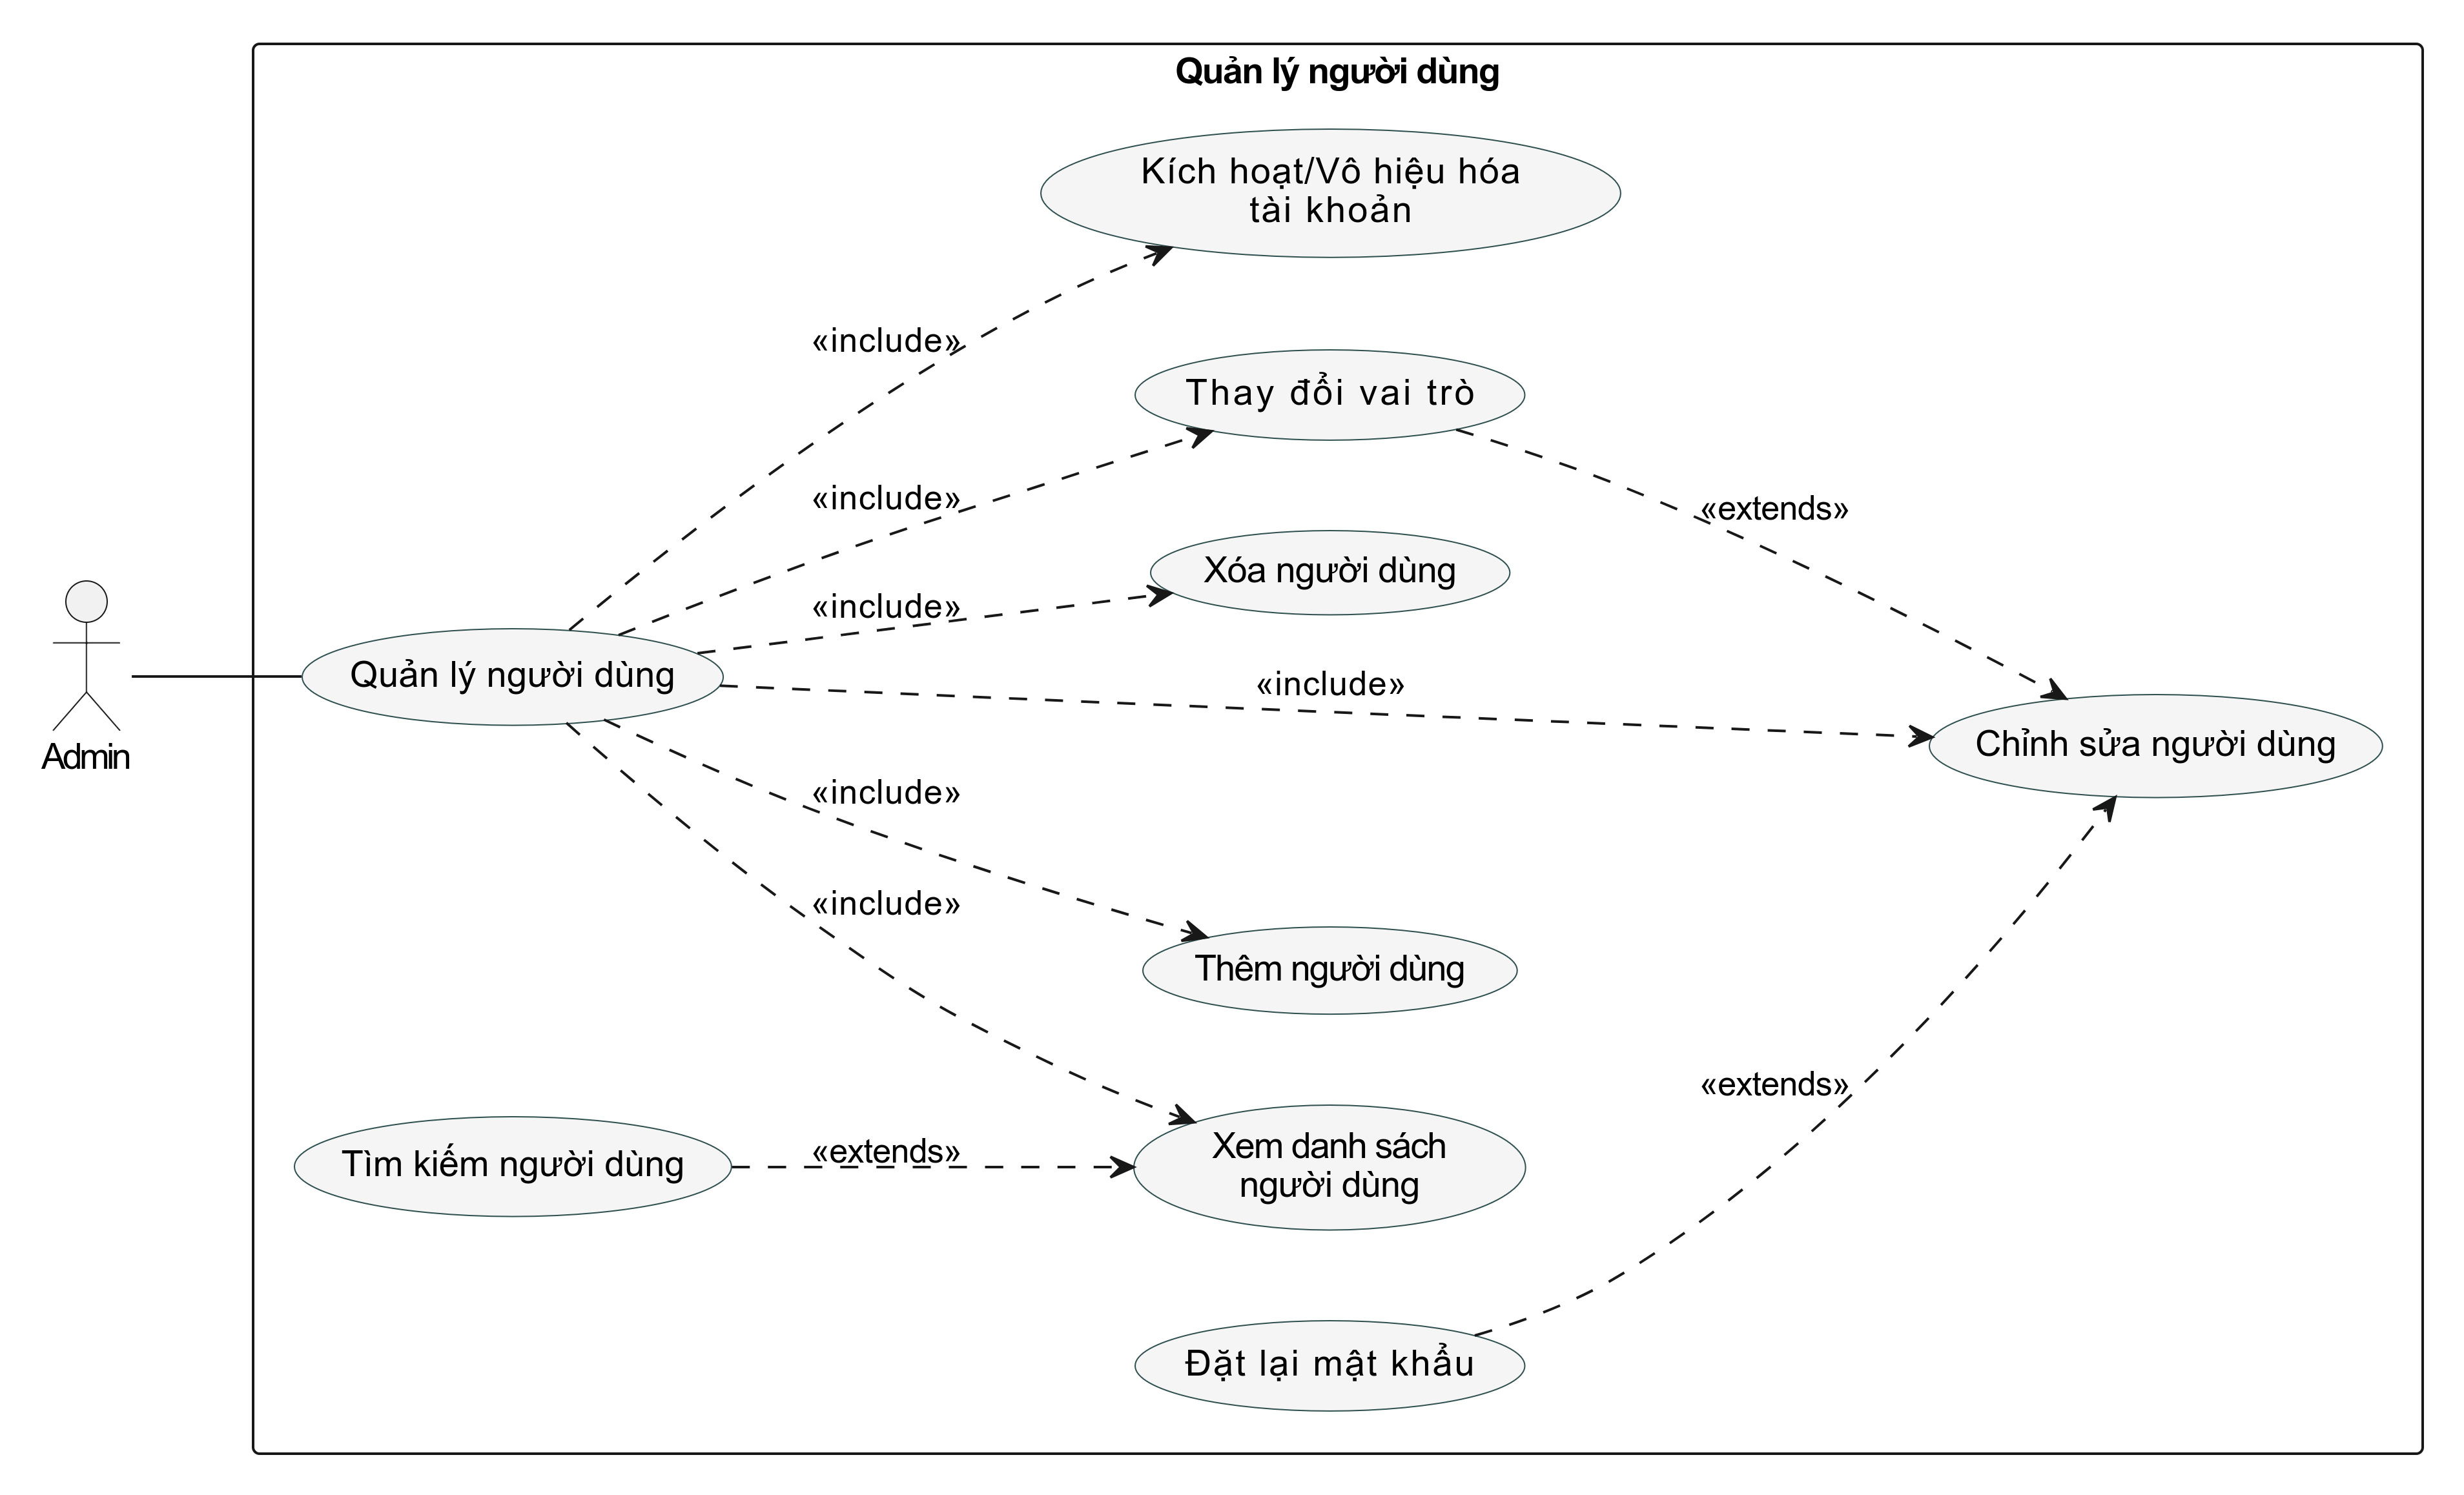 Quản lý người dùng
Kích hoạt/Vô hiệu hóa
tài khoản
«include»
Thay đổi vai trò
«include»
«extends»
Xóa người dùng
«include»
Quản lý người dùng
«include»
Chỉnh sửa người dùng
Admin
«include»
«include»
Thêm người dùng
«extends»
Tìm kiếm người dùng
«extends»
Xem danh sách
người dùng
Đặt lại mật khẩu